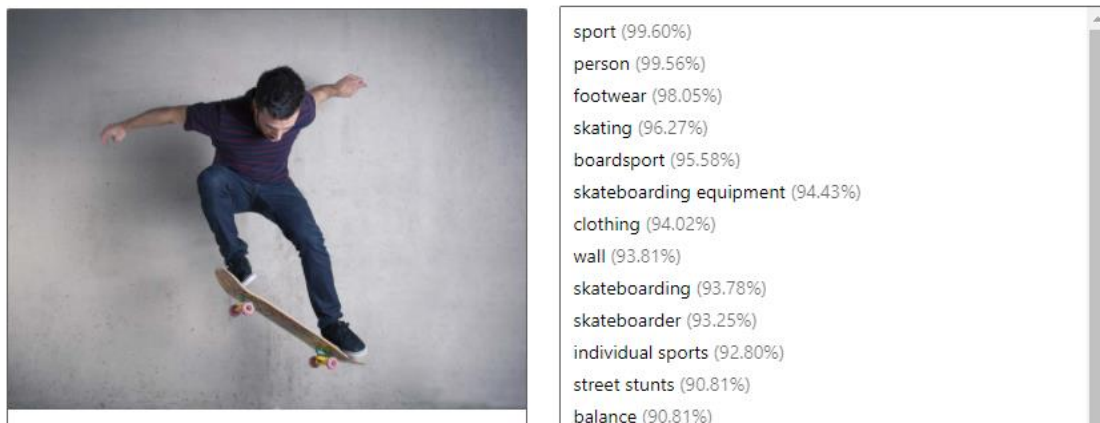 sport (99.60%)
person (99.56%)
footwear (98.05%)
skating (96.27%)
boardsport (95.58%)
skateboarding equipment (94.43%)
clothing (94.02%)
wall (93.81%)
skateboarding (93.78%)
skateboarder (93.25%)
individual sports (92.80%)
street stunts (90.81%)
balance (90.81%)